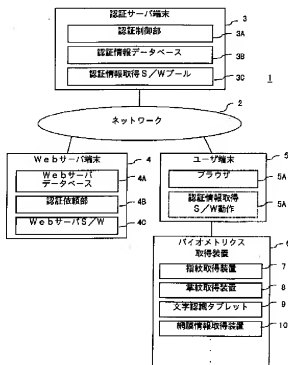 認証サーバ端末
3
認証制御部
3A
認証情報データベース
3B
認証情報取得S/Wプール
3C
1
2
ネットワーク
Webサーバ端末
4
Webサーバ
データベース
4A
認証依頼部
4B
WebサーバS/W
4C
ユーザ端末
5
ブラウザ
5A
認証情報取得
S/W動作
5A
バイオメトリクス
取得装置
6
指紋取得装置
7
掌紋取得装置
8
文字認識タブレット
9
網膜情報取得装置
10